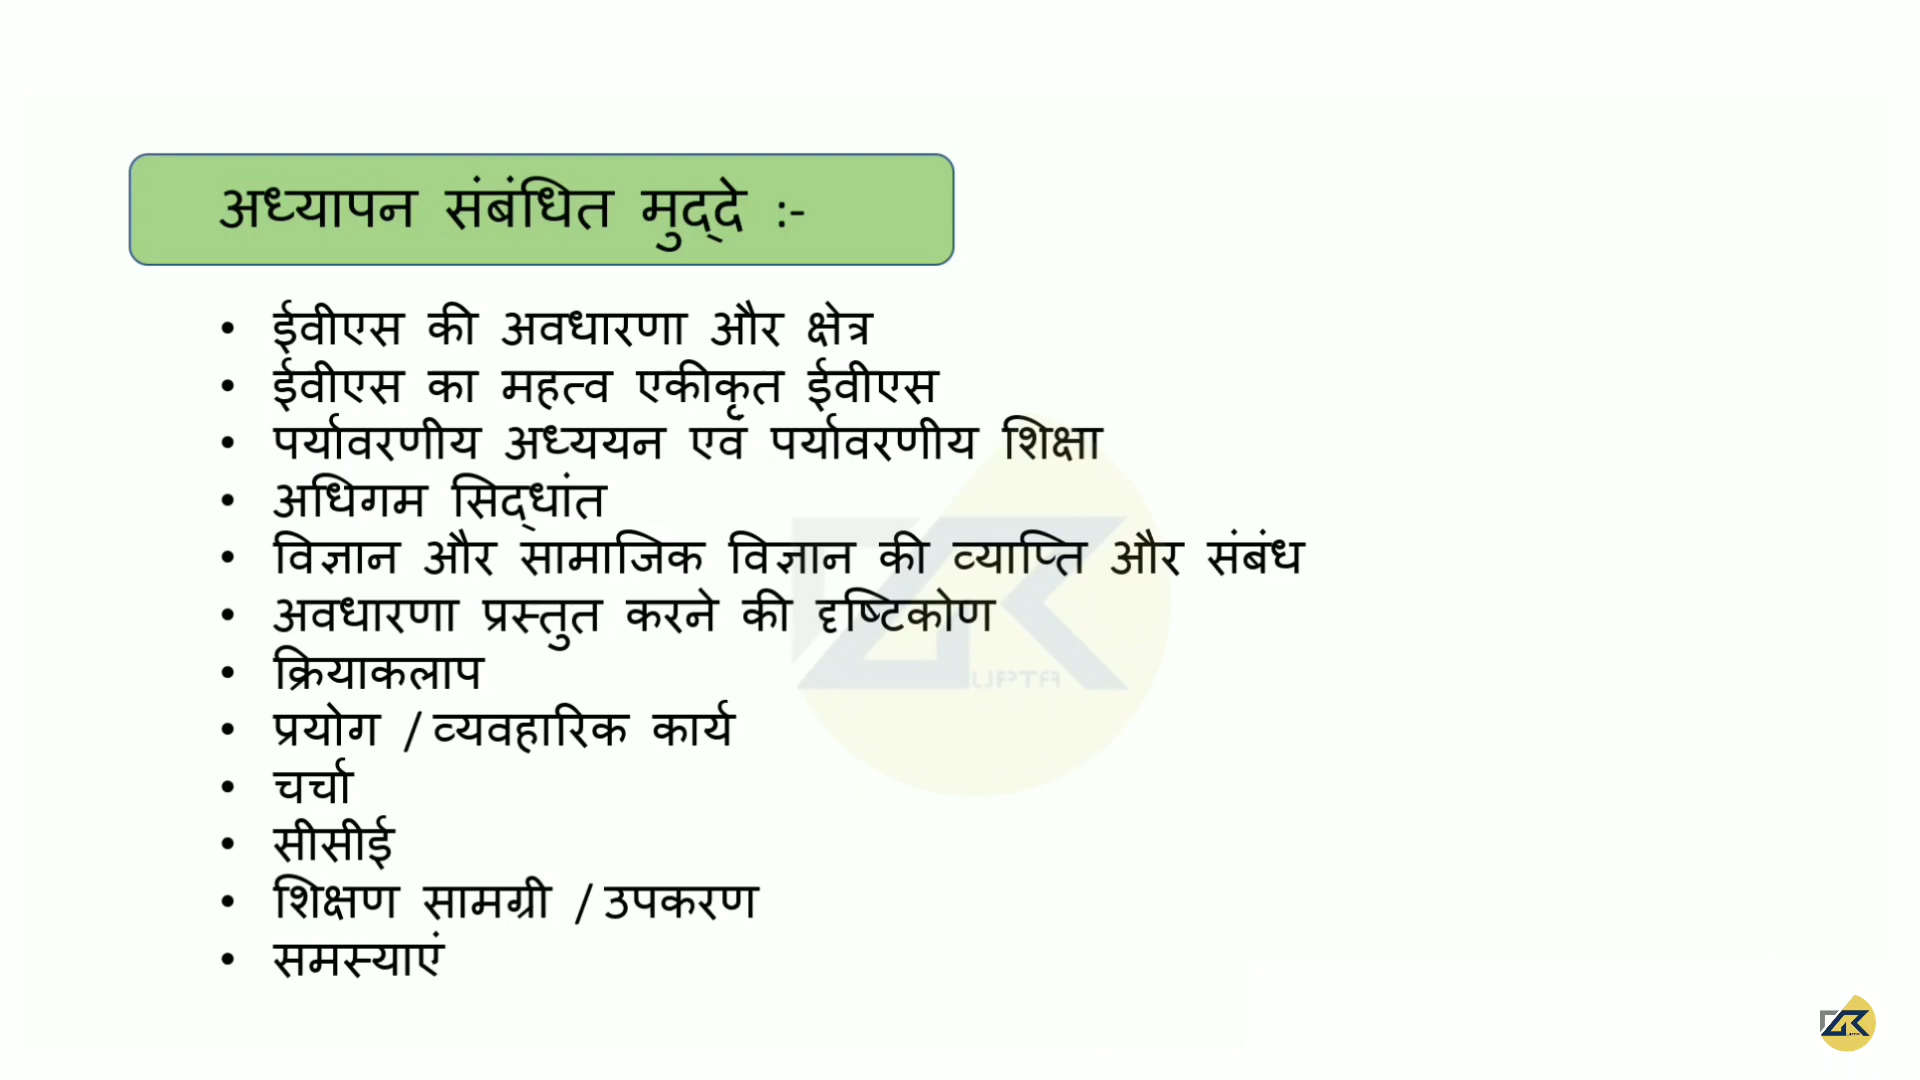 अध्यापन संबंधित मुद्दे :-
• ईवीएस की अवधारणा और क्षेत्र
• ईवीएस का महत्व एकीकृत ईवीएस
• पर्यावरणीय अध्ययन एवं पर्यावरणीय शिक्षा
• अधिगम सिद्धांत
• विज्ञान और सामाजिक विज्ञान की व्याप्ति और संबंध
• अवधारणा प्रस्तुत करने की दृष्टिकोण
• क्रियाकलाप
• प्रयोग / व्यवहारिक कार्य
• चर्चा
• सीसीई
• शिक्षण सामग्री / उपकरण
• समस्याएं